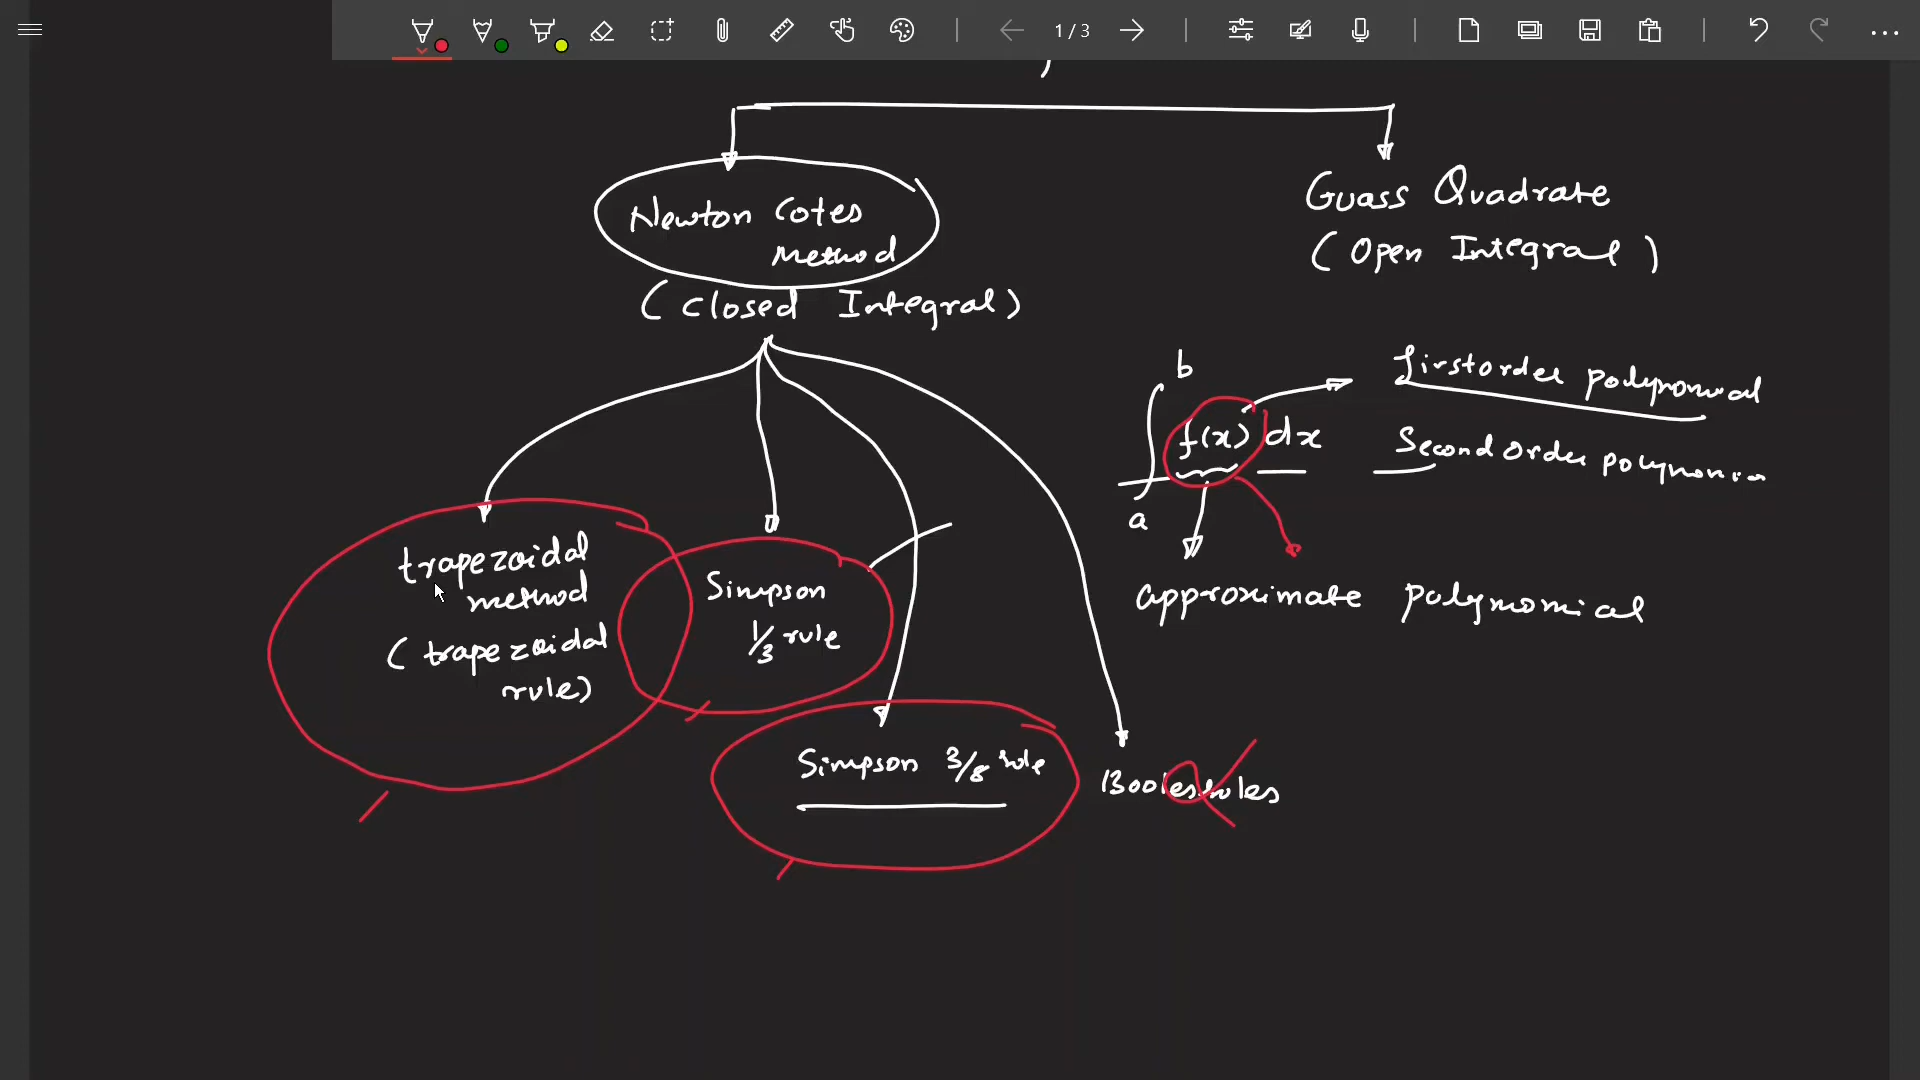 1 / 3
Newton Cotes
Method
(Closed Integral)
Guass Quadrate
(Open Integral)
b
f(x) dx
a
firstorder polynomial
Second order polynomia
approximate polynomial
trapezoidal
method
(trapezoidal
rule)
Simpson
1/3 rule
Simpson 3/8 rule
Booles rules